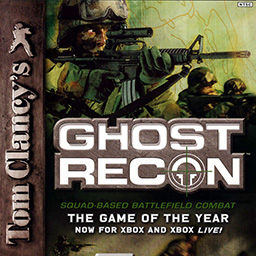 Tom Clancy's
GHOST
RECON
SQUAD-BASED BATTLEFIELD COMBAT
THE GAME OF THE YEAR
NOW FOR XBOX AND XBOX LIVE!